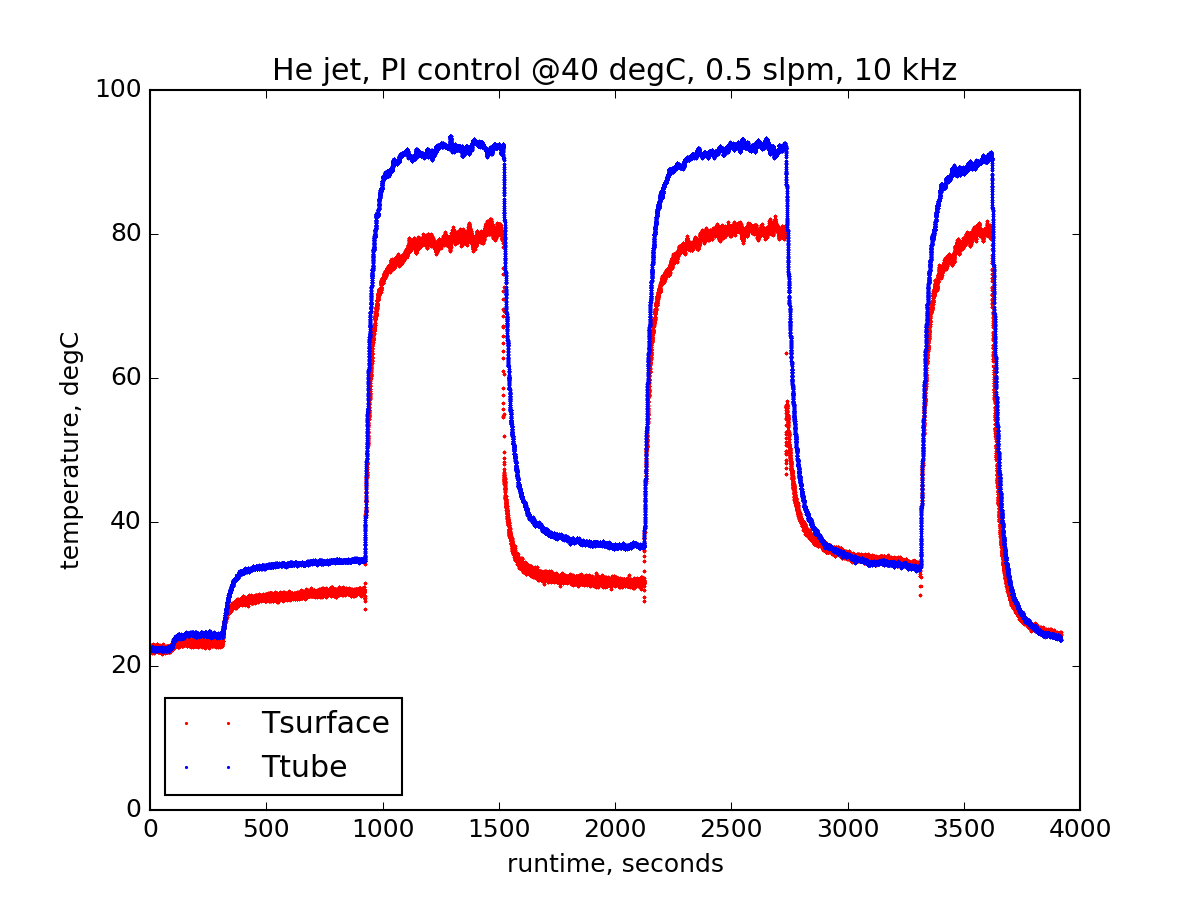 He jet, PI control @40 degC, 0.5 slpm, 10 kHz
100
80
60
40
20
0
temperature, degC
Tsurface
Ttube
0 500 1000 1500 2000 2500 3000 3500 4000
runtime, seconds